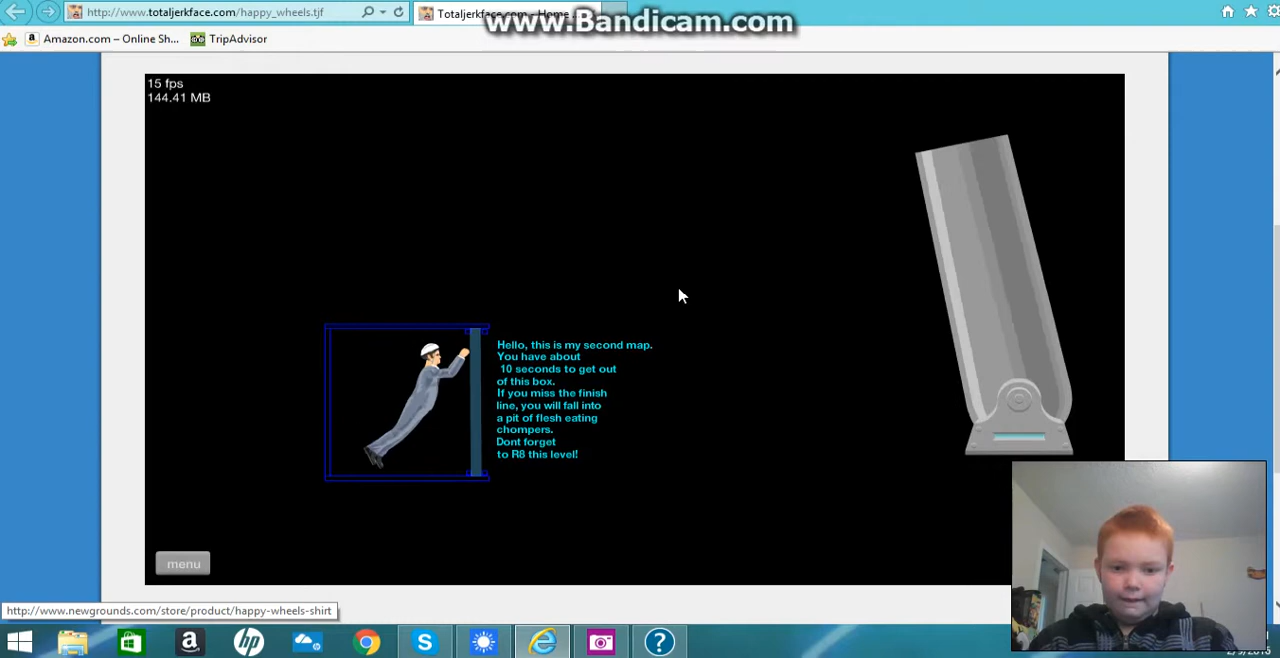 http://www.totaljerkface.com/happy_wheels.tjf
Totaljerkface.com - Home
www.Bandicam.com
Amazon.com – Online Sh...
TripAdvisor
15 fps
144.41 MB
Hello, this is my second map.
You have about
10 seconds to get out
of this box.
If you miss the finish
line, you will fall into
a pit of flesh eating
chompers.
Dont forget
to R8 this level!
menu
http://www.newgrounds.com/store/product/happy-wheels-shirt